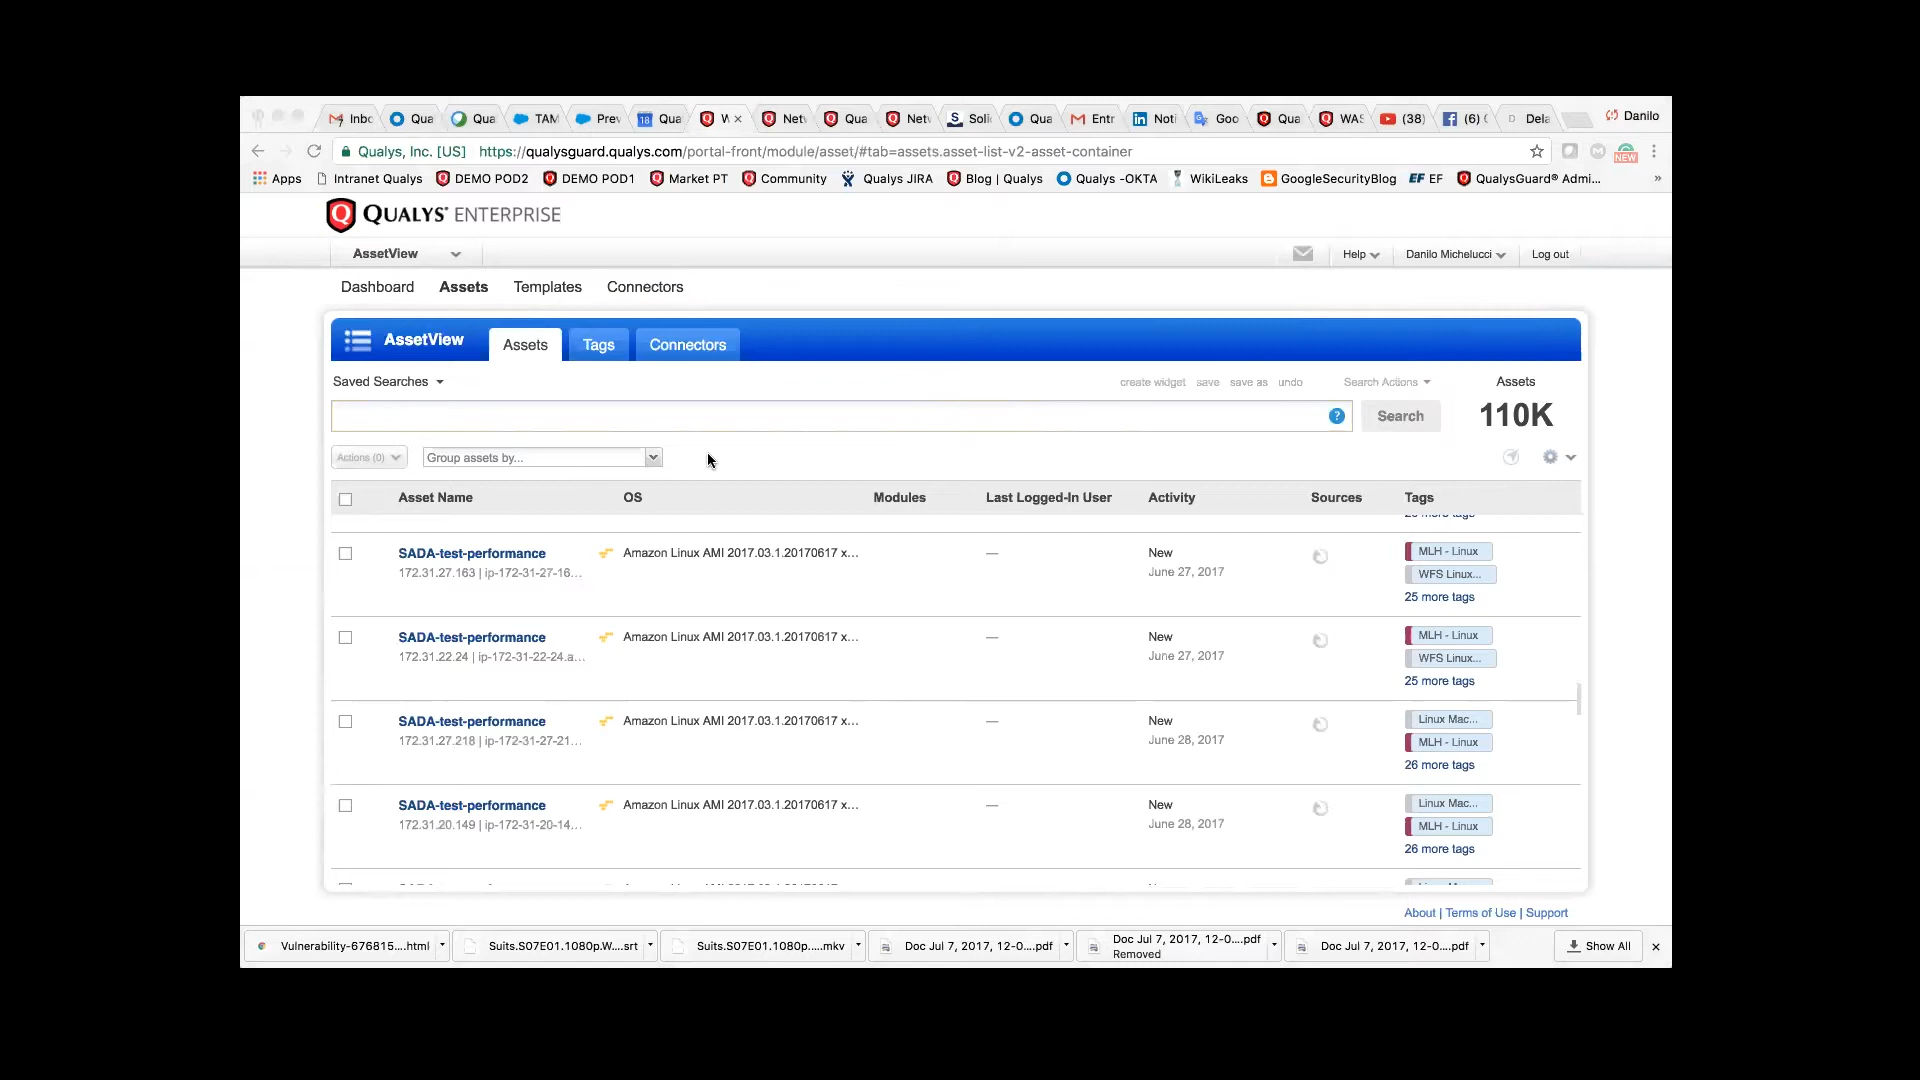 Inbc Qua Qua TAM Prev 18 Qua W Netw Qua Netw S Soli Qua Entr Noti Goo Qua WAS (38) (6) Dela Danilo
Qualys, Inc. [US] https://qualysguard.qualys.com/portal-front/module/asset/#tab=assets.asset-list-v2-asset-container NEW
Apps Intranet Qualys DEMO POD2 DEMO POD1 Market PT Community Qualys JIRA Blog | Qualys Qualys -OKTA WikiLeaks GoogleSecurityBlog EF EF QualysGuard® Admi... »
QUALYS® ENTERPRISE
AssetView Help Danilo Michelucci Log out
Dashboard Assets Templates Connectors
AssetView Assets Tags Connectors
Saved Searches create widget save save as undo Search Actions Assets
? Search 110K
Actions (0) Group assets by...
Asset Name OS Modules Last Logged-In User Activity Sources Tags
SADA-test-performance Amazon Linux AMI 2017.03.1.20170617 x... — New MLH - Linux
172.31.27.163 | ip-172-31-27-16... June 27, 2017 WFS Linux...
25 more tags
SADA-test-performance Amazon Linux AMI 2017.03.1.20170617 x... — New MLH - Linux
172.31.22.24 | ip-172-31-22-24.a... June 27, 2017 WFS Linux...
25 more tags
SADA-test-performance Amazon Linux AMI 2017.03.1.20170617 x... — New Linux Mac...
172.31.27.218 | ip-172-31-27-21... June 28, 2017 MLH - Linux
26 more tags
SADA-test-performance Amazon Linux AMI 2017.03.1.20170617 x... — New Linux Mac...
172.31.20.149 | ip-172-31-20-14... June 28, 2017 MLH - Linux
26 more tags
About | Terms of Use | Support
Vulnerability-676815....html Suits.S07E01.1080p.W....srt Suits.S07E01.1080p.....mkv Doc Jul 7, 2017, 12-0....pdf Doc Jul 7, 2017, 12-0....pdf Doc Jul 7, 2017, 12-0....pdf Show All
Removed